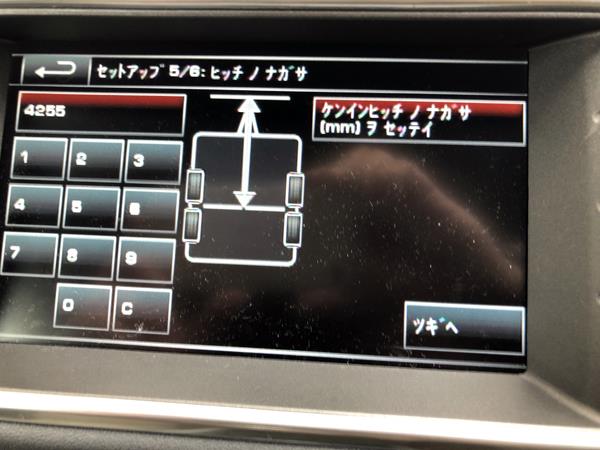 セットアップ 5/6: ヒッチ ノ ナガサ
4255
ケンインヒッチ ノ ナガサ
(mm) ヲ セッテイ
1 2 3
4 5 6
7 8 9
0 C
ツギヘ